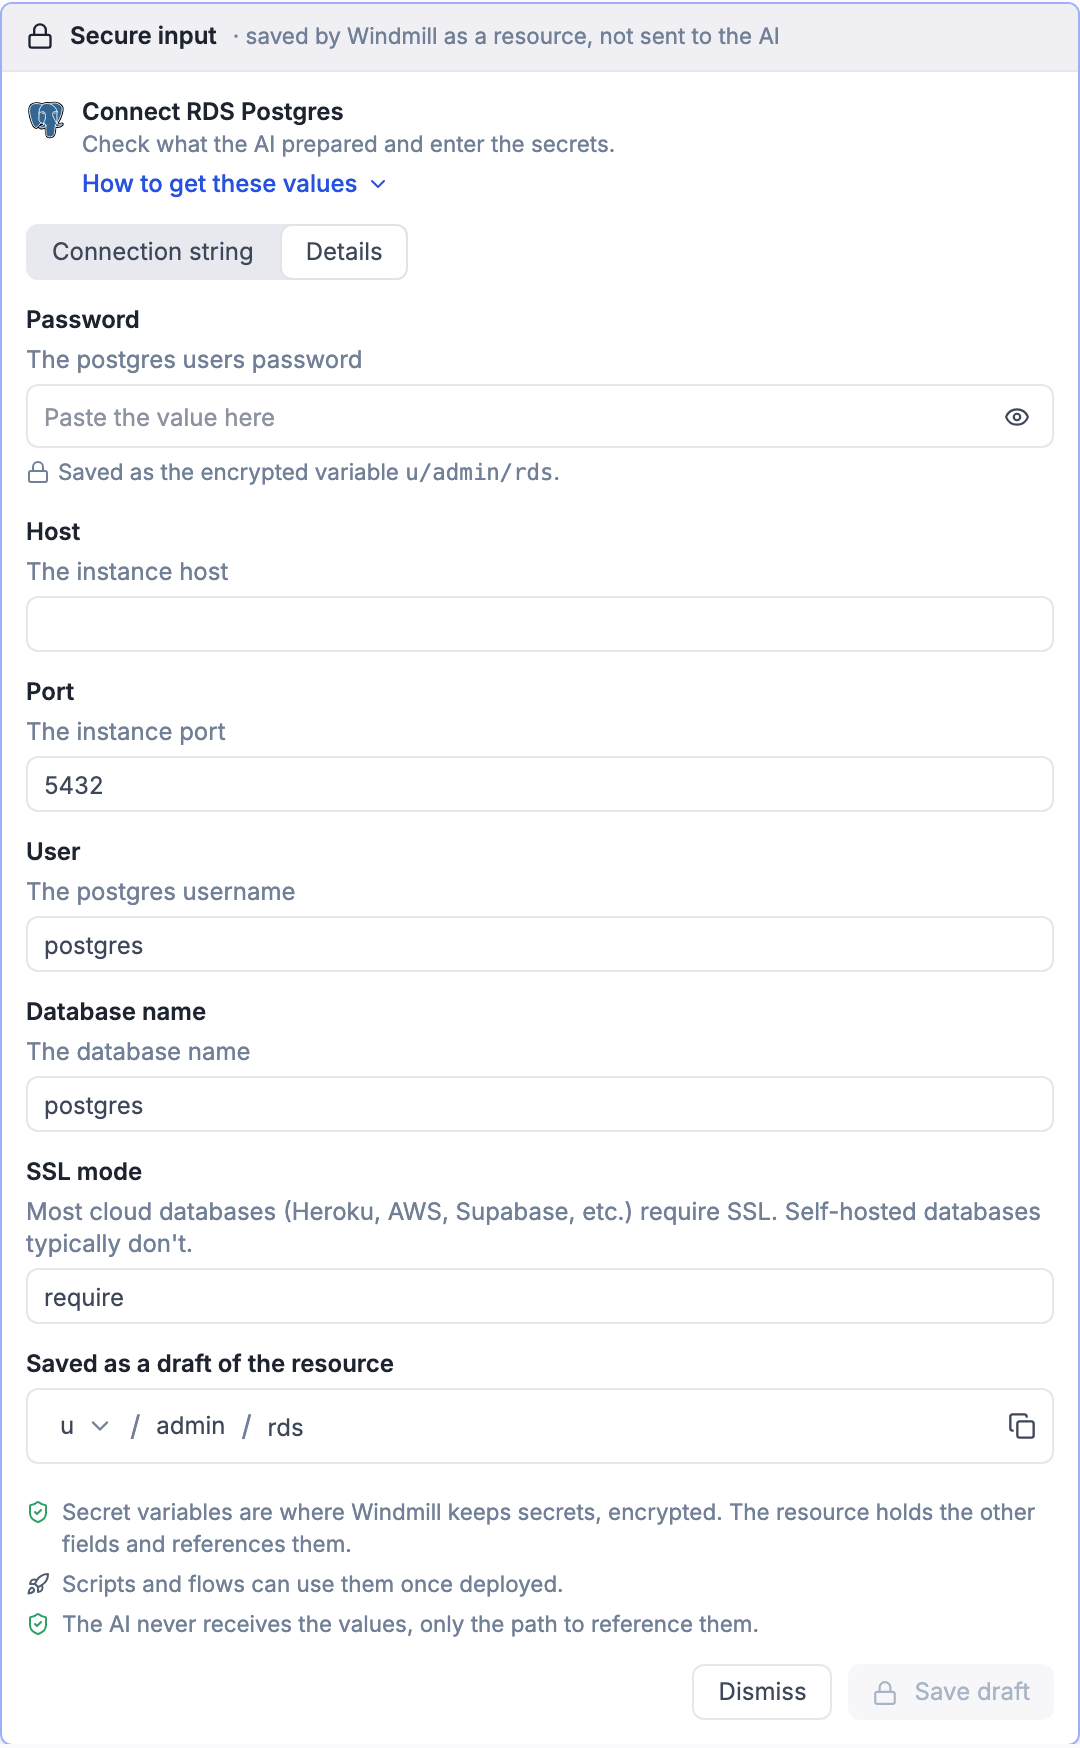 Secure input · saved by Windmill as a resource, not sent to the AI
Connect RDS Postgres
Check what the AI prepared and enter the secrets.
How to get these values
Connection string Details
Password
The postgres users password
Paste the value here
Saved as the encrypted variable u/admin/rds.
Host
The instance host
Port
The instance port
5432
User
The postgres username
postgres
Database name
The database name
postgres
SSL mode
Most cloud databases (Heroku, AWS, Supabase, etc.) require SSL. Self-hosted databases
typically don't.
require
Saved as a draft of the resource
u / admin / rds
Secret variables are where Windmill keeps secrets, encrypted. The resource holds the other
fields and references them.
Scripts and flows can use them once deployed.
The AI never receives the values, only the path to reference them.
Dismiss Save draft